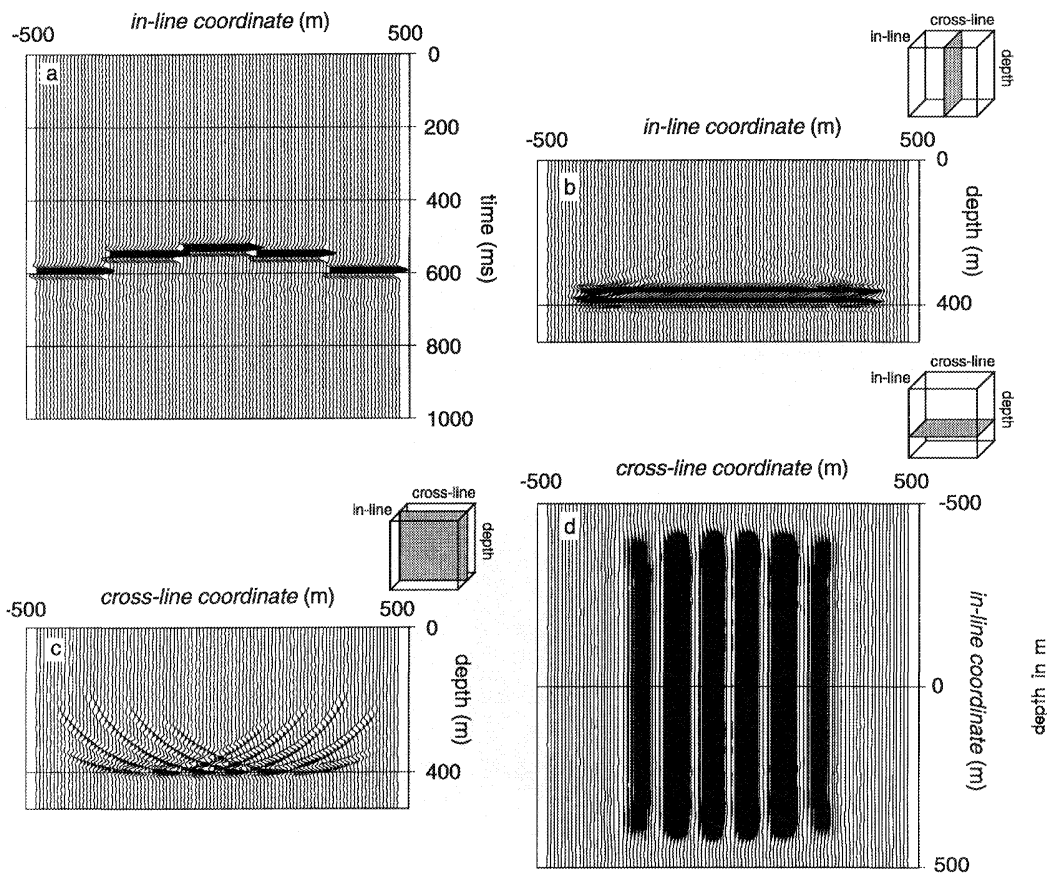 in-line coordinate (m)
-500 500
a
0
200
400
600
800
1000
time (ms)
cross-line
in-line
depth
in-line coordinate (m)
-500 500
b
0
400
depth (m)
cross-line
in-line
depth
cross-line
in-line
depth
cross-line coordinate (m)
-500 500
c
0
400
depth (m)
cross-line coordinate (m)
-500 500
d
-500
0
500
in-line coordinate (m)
depth in m